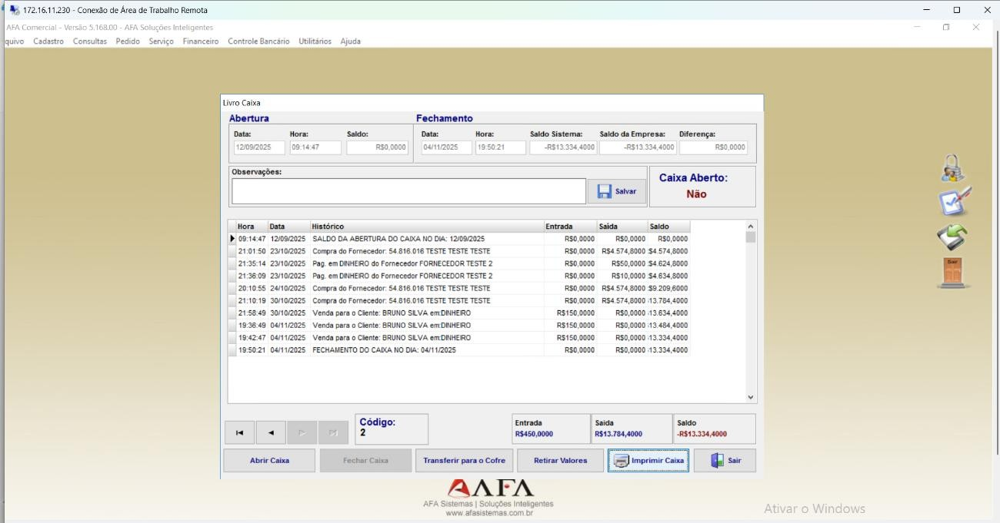 172.16.11.230 - Conexão de Área de Trabalho Remota
AFA Comercial - Versão 5.168.00 - AFA Soluções Inteligentes
quivo Cadastro Consultas Pedido Serviço Financeiro Controle Bancário Utilitários Ajuda
Livro Caixa
Abertura Fechamento
Data: Hora: Saldo: Data: Hora: Saldo Sistema: Saldo da Empresa: Diferença:
12/09/2025 09:14:47 R$0,0000 04/11/2025 19:50:21 -R$13.334,4000 -R$13.334,4000 R$0,0000
Observações:
Salvar
Caixa Aberto:
Não
Hora Data Histórico Entrada Saída Saldo
09:14:47 12/09/2025 SALDO DA ABERTURA DO CAIXA NO DIA: 12/09/2025 R$0,0000 R$0,0000 R$0,0000
21:01:50 23/10/2025 Compra do Fornecedor: 54.816.016 TESTE TESTE TESTE R$0,0000 R$4.574,8000 $4.574,8000
21:35:14 23/10/2025 Pag. em DINHEIRO do Fornecedor FORNECEDOR TESTE 2 R$0,0000 R$50,0000 $4.624,8000
21:36:09 23/10/2025 Pag. em DINHEIRO do Fornecedor FORNECEDOR TESTE 2 R$0,0000 R$10,0000 $4.634,8000
20:10:55 24/10/2025 Compra do Fornecedor: 54.816.016 TESTE TESTE TESTE R$0,0000 R$4.574,8000 $9.209,6000
21:10:19 30/10/2025 Compra do Fornecedor: 54.816.016 TESTE TESTE TESTE R$0,0000 R$4.574,8000 13.784,4000
21:58:49 30/10/2025 Venda para o Cliente: BRUNO SILVA em:DINHEIRO R$150,0000 R$0,0000 13.634,4000
19:36:49 04/11/2025 Venda para o Cliente: BRUNO SILVA em:DINHEIRO R$150,0000 R$0,0000 13.484,4000
19:42:47 04/11/2025 Venda para o Cliente: BRUNO SILVA em:DINHEIRO R$150,0000 R$0,0000 13.334,4000
19:50:21 04/11/2025 FECHAMENTO DO CAIXA NO DIA: 04/11/2025 R$0,0000 R$0,0000 13.334,4000
Código:
2
Entrada Saida Saldo
R$450,0000 R$13.784,4000 -R$13.334,4000
Abrir Caixa Fechar Caixa Transferir para o Cofre Retirar Valores Imprimir Caixa Sair
Sair
AFA
AFA Sistemas | Soluções Inteligentes
www.afasistemas.com.br
Ativar o Windows